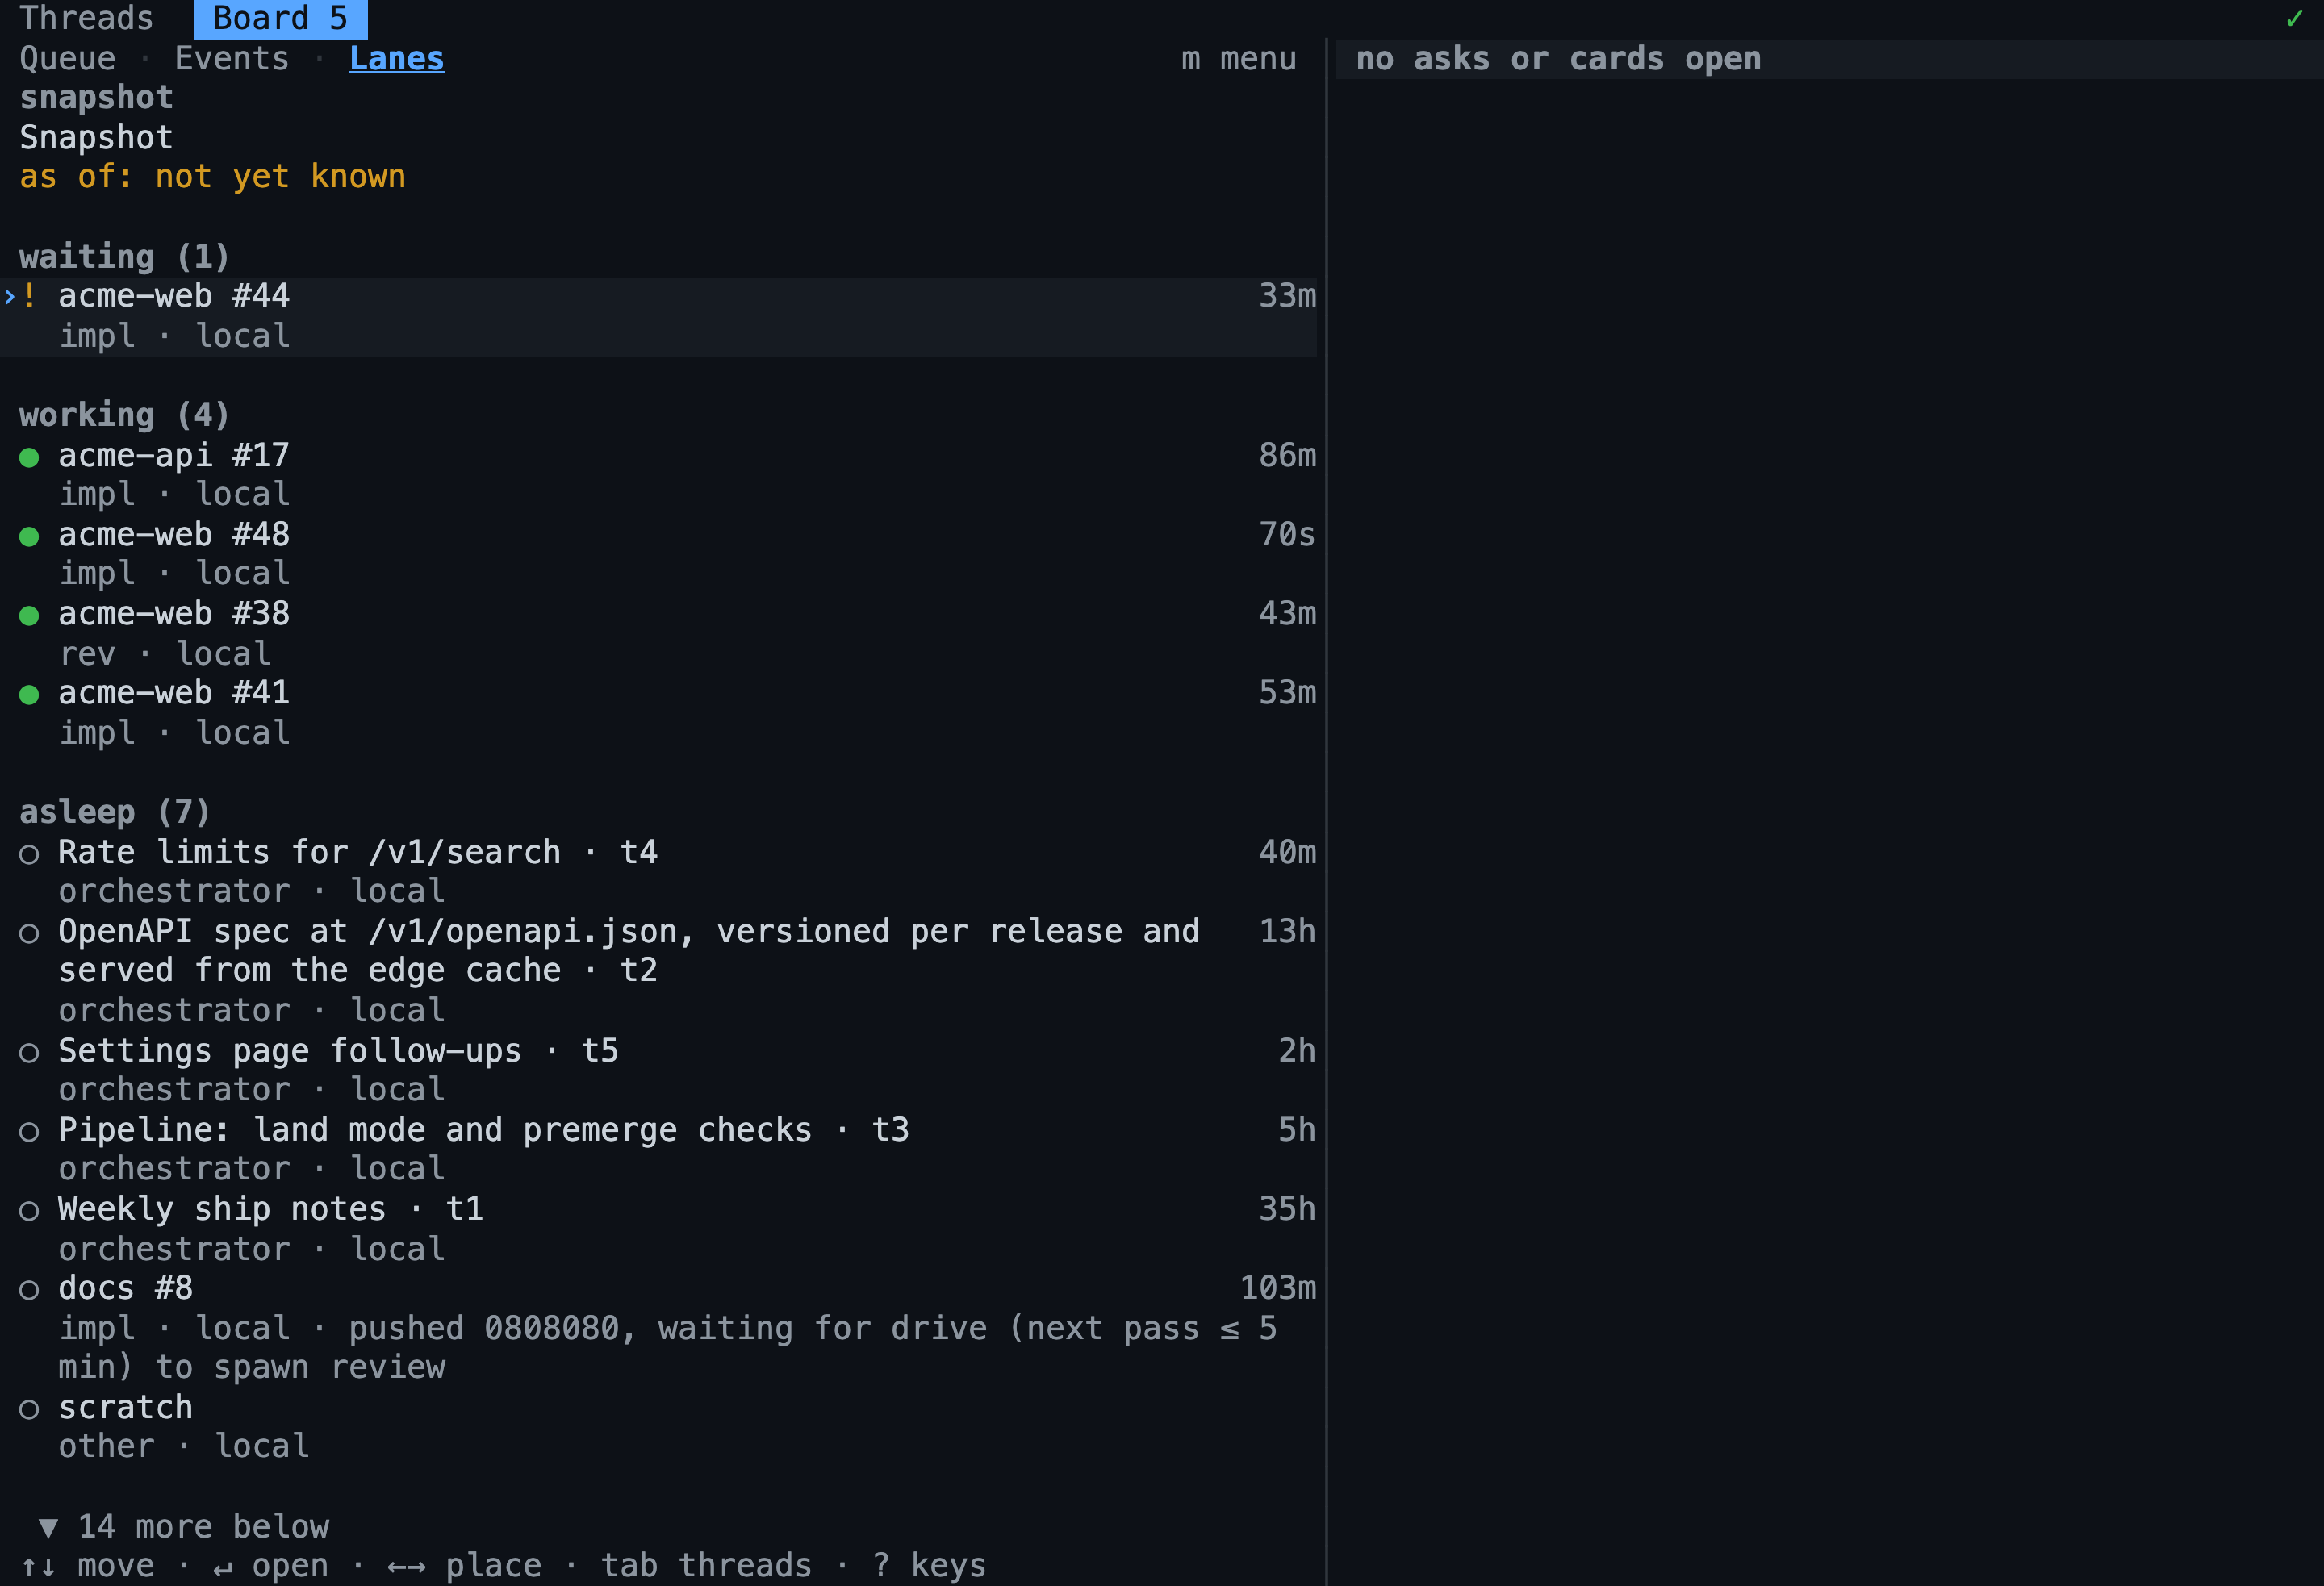 Threads Board 5 ✓
Queue · Events · Lanes m menu
no asks or cards open
snapshot
Snapshot
as of: not yet known
waiting (1)
›! acme-web #44 33m
impl · local
working (4)
● acme-api #17 86m
impl · local
● acme-web #48 70s
impl · local
● acme-web #38 43m
rev · local
● acme-web #41 53m
impl · local
asleep (7)
○ Rate limits for /v1/search · t4 40m
orchestrator · local
○ OpenAPI spec at /v1/openapi.json, versioned per release and 13h
served from the edge cache · t2
orchestrator · local
○ Settings page follow-ups · t5 2h
orchestrator · local
○ Pipeline: land mode and premerge checks · t3 5h
orchestrator · local
○ Weekly ship notes · t1 35h
orchestrator · local
○ docs #8 103m
impl · local · pushed 0808080, waiting for drive (next pass ≤ 5
min) to spawn review
○ scratch
other · local
▼ 14 more below
↑↓ move · ↵ open · ←→ place · tab threads · ? keys